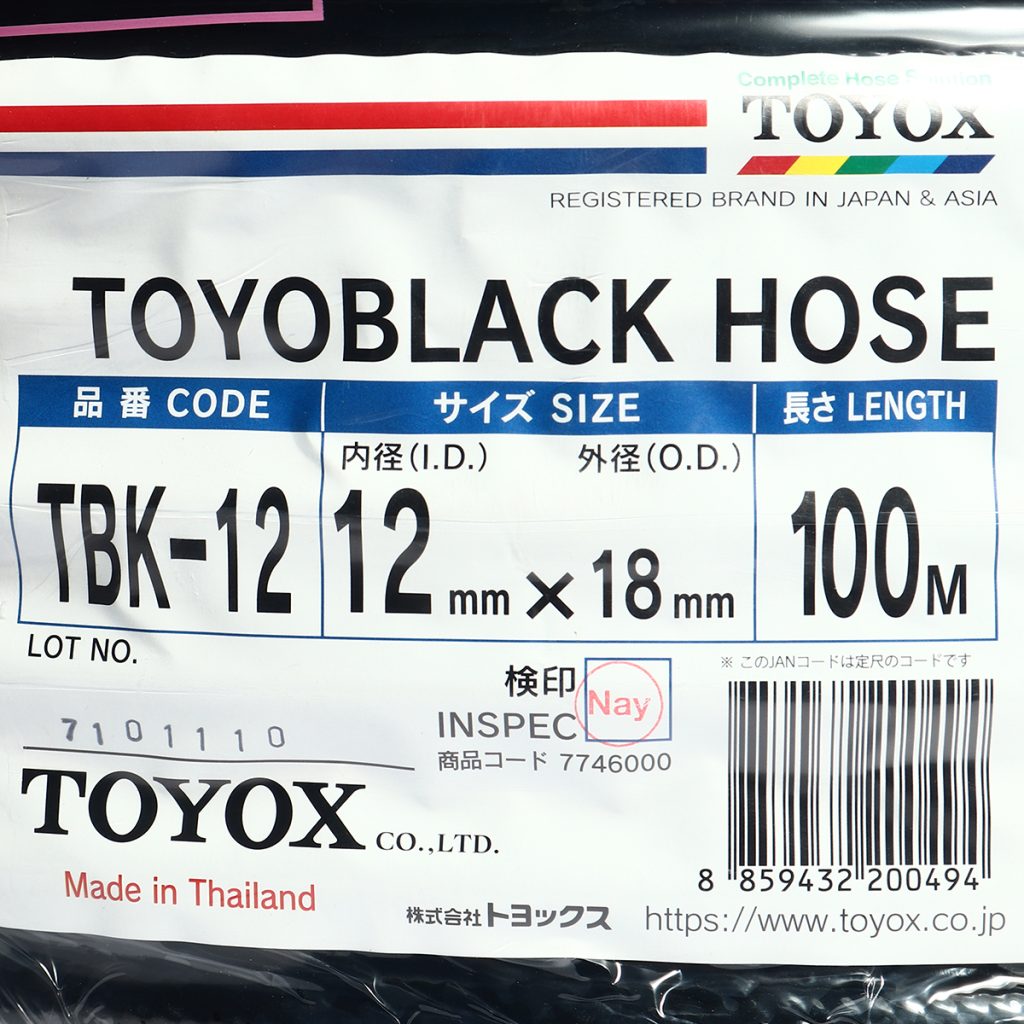 Complete Hose Solution
TOYOX
REGISTERED BRAND IN JAPAN & ASIA
TOYOBLACK HOSE
品番 CODE サイズ SIZE 長さ LENGTH
内径(I.D.) 外径(O.D.)
TBK-12 12mm×18mm 100M
LOT NO.
7101110
検印
INSPEC
Nay
商品コード 7746000
※ このJANコードは定尺のコードです
8 859432 200494
TOYOX CO.,LTD.
Made in Thailand
株式会社トヨックス https://www.toyox.co.jp